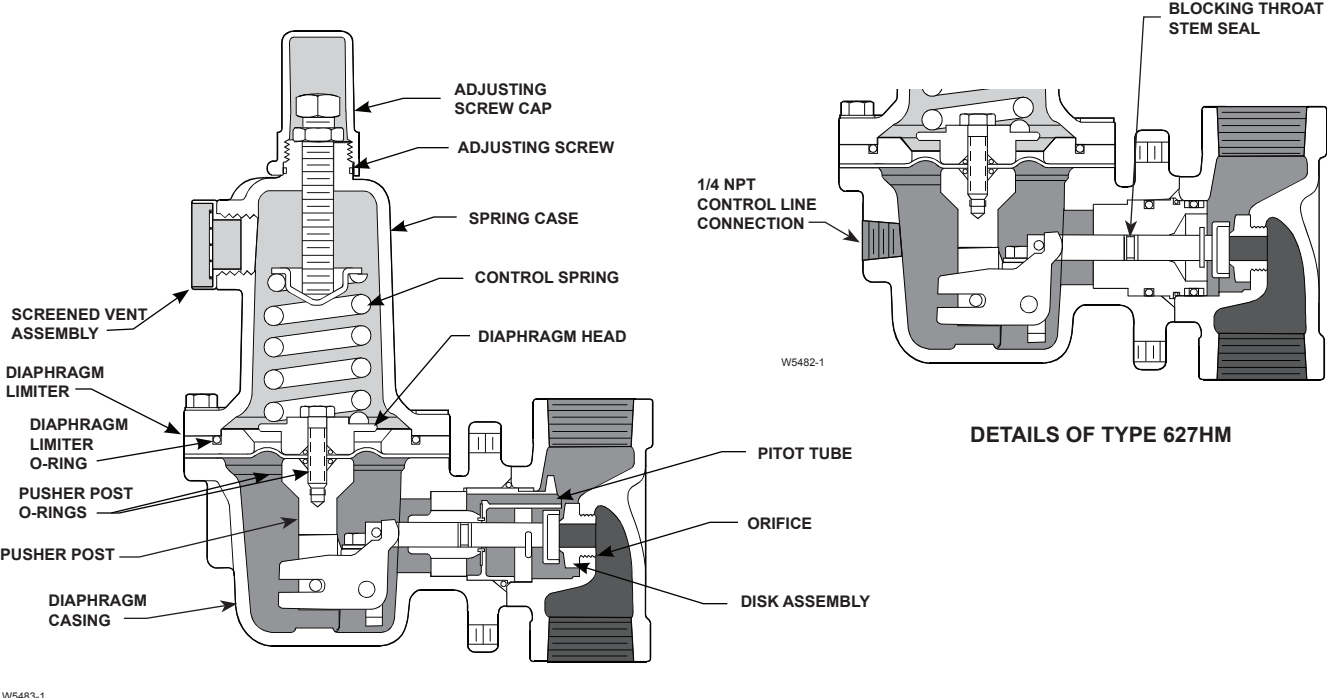 ADJUSTING
SCREW CAP
ADJUSTING SCREW
SPRING CASE
CONTROL SPRING
DIAPHRAGM HEAD
SCREENED VENT
ASSEMBLY
DIAPHRAGM
LIMITER
DIAPHRAGM
LIMITER
O-RING
PUSHER POST
O-RINGS
PUSHER POST
DIAPHRAGM
CASING
PITOT TUBE
ORIFICE
DISK ASSEMBLY
W5483-1
BLOCKING THROAT
STEM SEAL
1/4 NPT
CONTROL LINE
CONNECTION
W5482-1
DETAILS OF TYPE 627HM